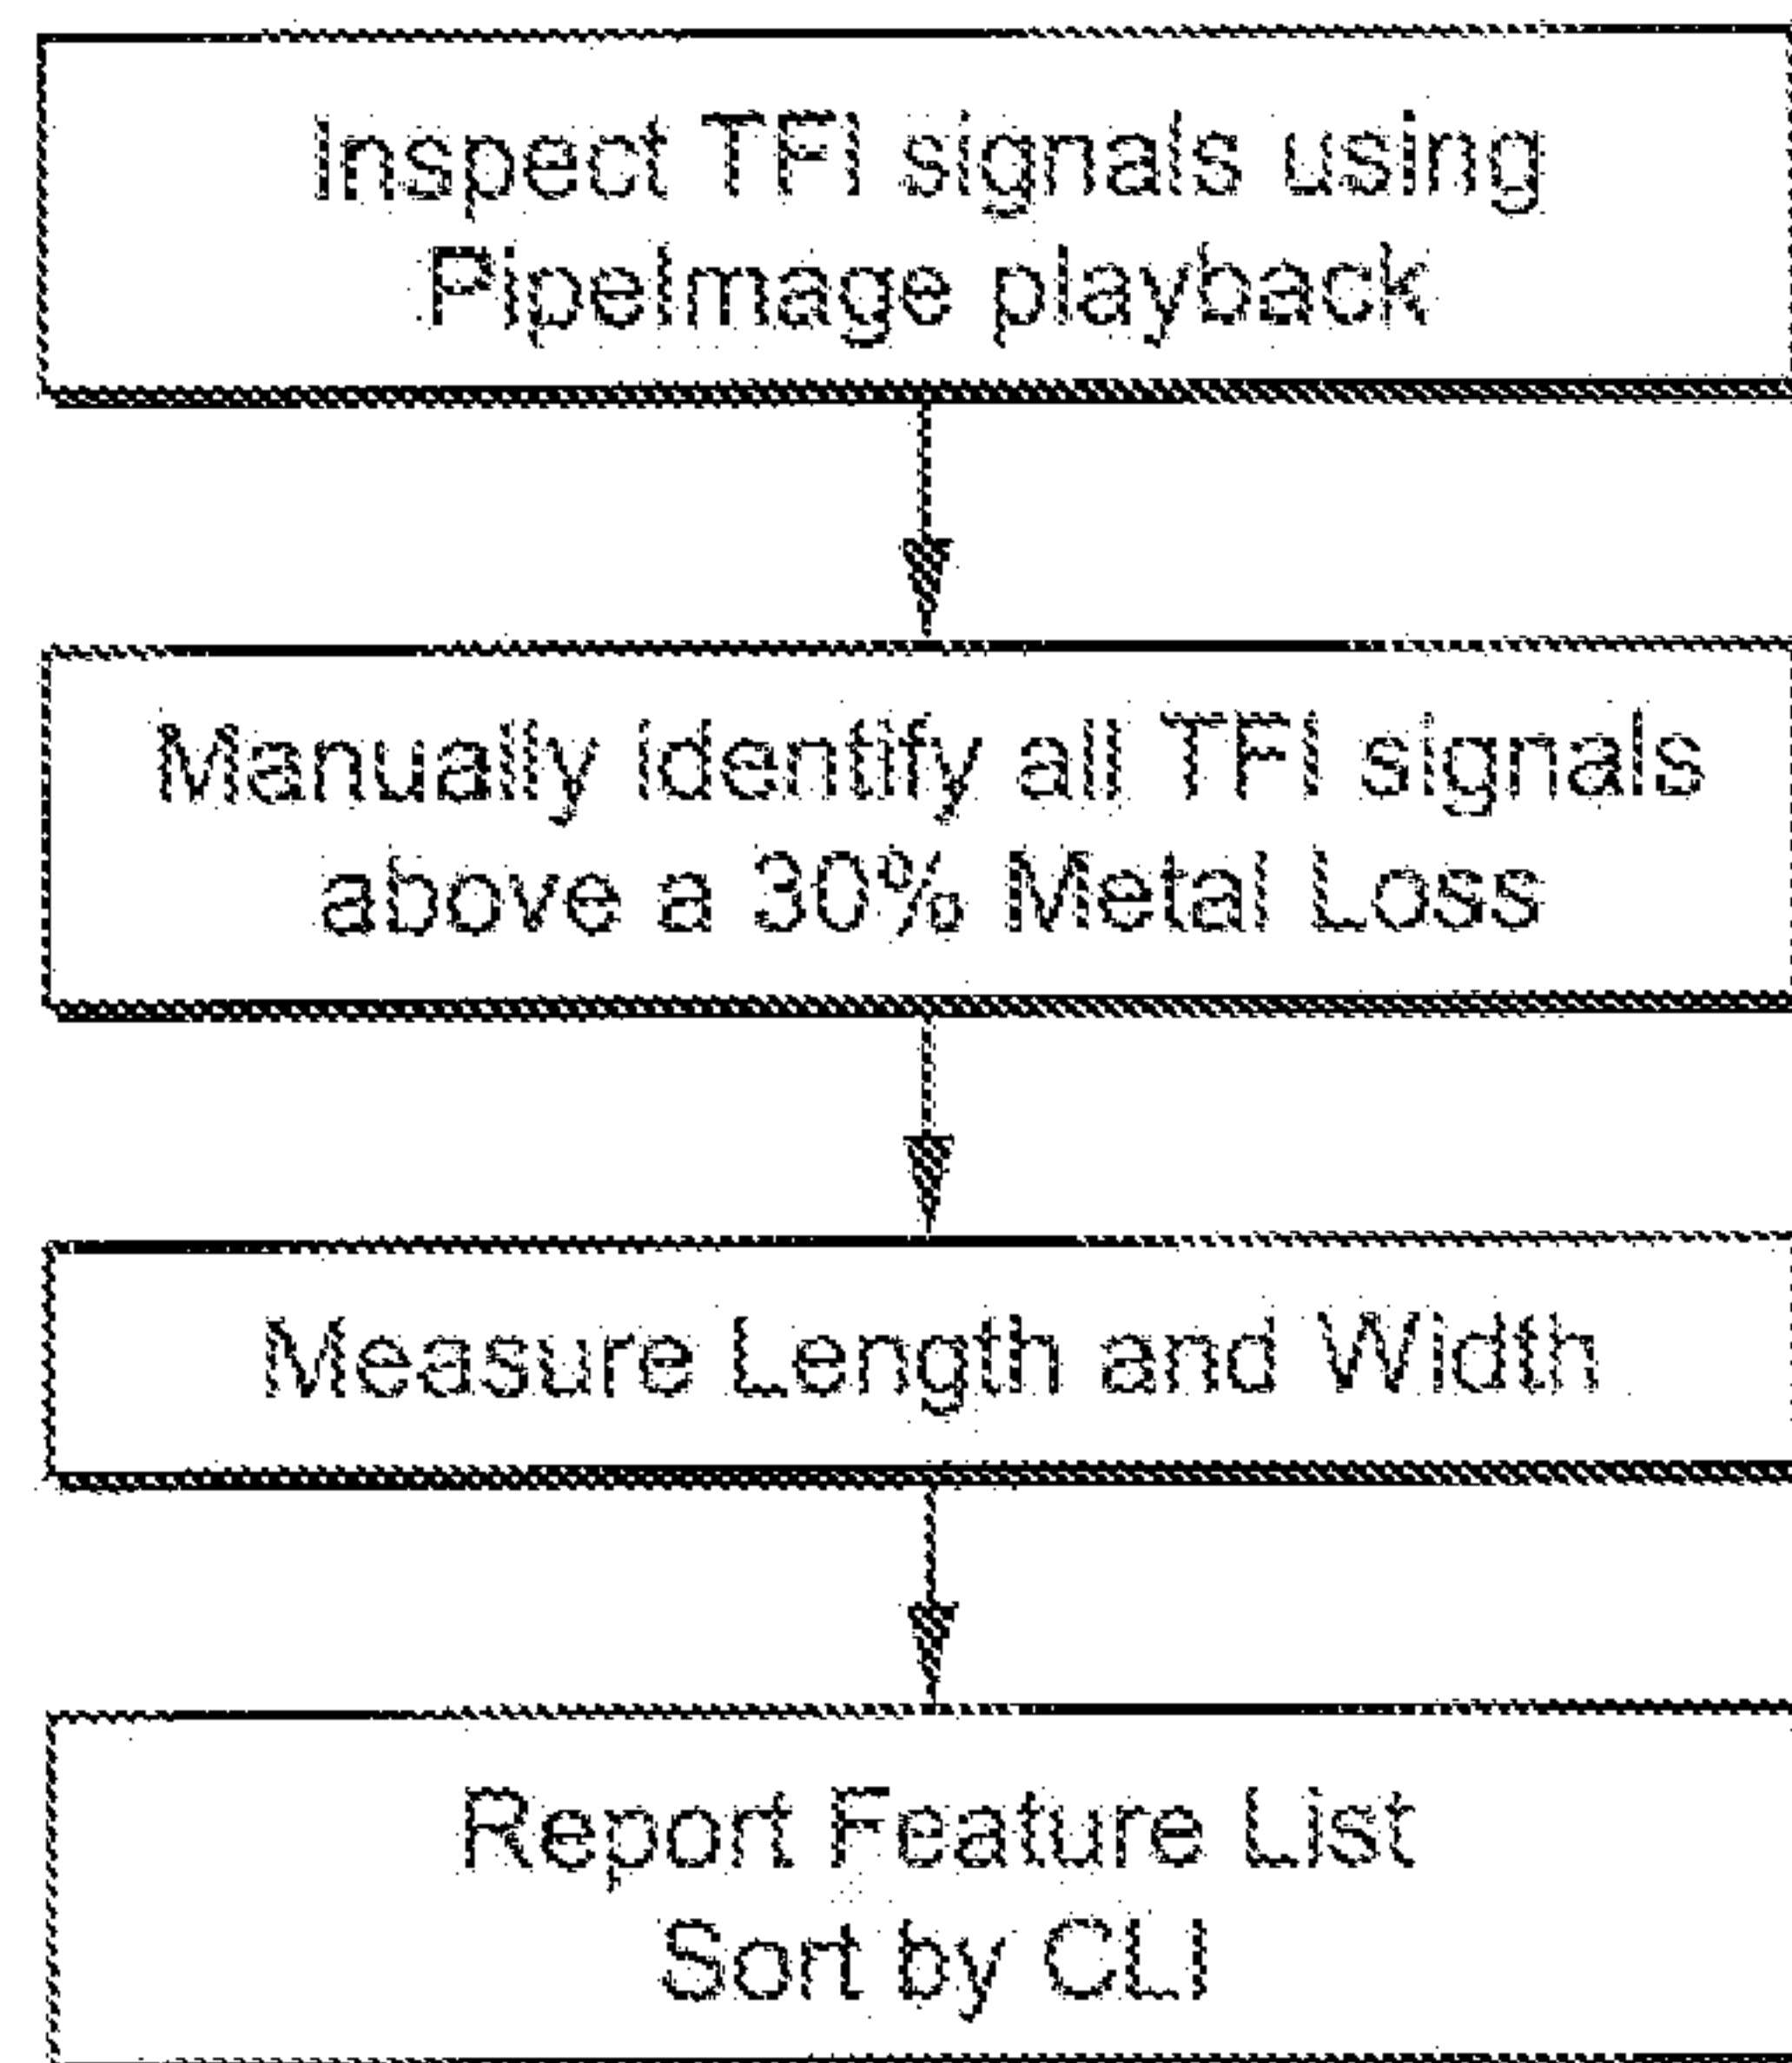 Inspect TFI signals using
PipeImage playback
Manually identify all TFI signals
above a 30% Metal Loss
Measure Length and Width
Report Feature List
Sort by CLI